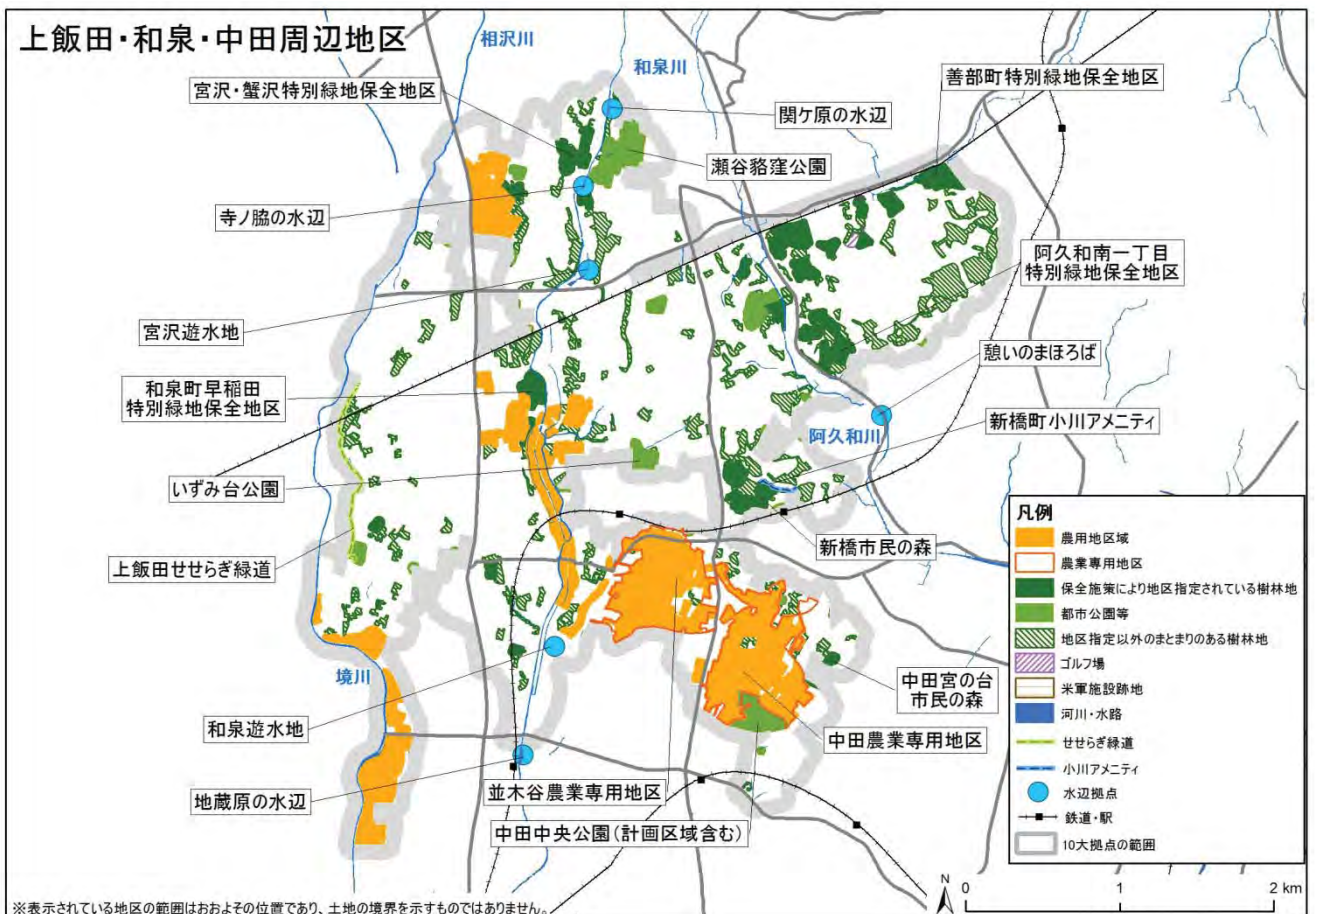 上飯田・和泉・中田周辺地区
相沢川
和泉川
宮沢・蟹沢特別緑地保全地区
関ケ原の水辺
善部町特別緑地保全地区
瀬谷貉窪公園
寺ノ脇の水辺
阿久和南一丁目
特別緑地保全地区
宮沢遊水地
憩いのまほろば
和泉町早稲田
特別緑地保全地区
阿久和川
新橋町小川アメニティ
いずみ台公園
新橋市民の森
上飯田せせらぎ緑道
境川
中田宮の台
市民の森
和泉遊水地
中田農業専用地区
地蔵原の水辺
並木谷農業専用地区
中田中央公園(計画区域含む)
凡例
農用地区域
農業専用地区
保全施策により地区指定されている樹林地
都市公園等
地区指定以外のまとまりのある樹林地
ゴルフ場
米軍施設跡地
河川・水路
せせらぎ緑道
小川アメニティ
水辺拠点
鉄道・駅
10大拠点の範囲
N
0 1 2 km
※表示されている地区の範囲はおおよその位置であり、土地の境界を示すものではありません。